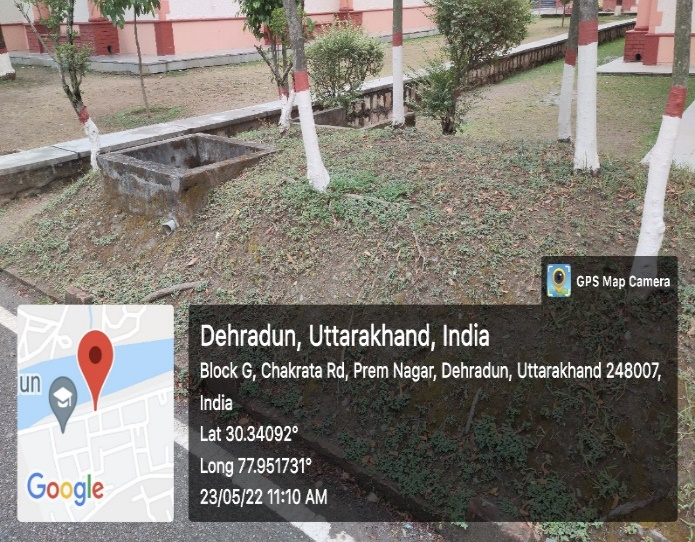 GPS Map Camera
Dehradun, Uttarakhand, India
Block G, Chakrata Rd, Prem Nagar, Dehradun, Uttarakhand 248007,
India
Lat 30.34092°
Long 77.951731°
23/05/22 11:10 AM
un
Google